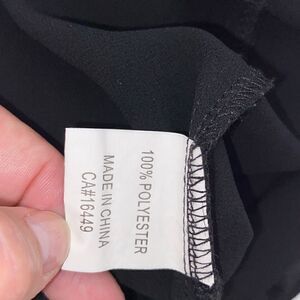 100% POLYESTER
MADE IN CHINA
CA#16449